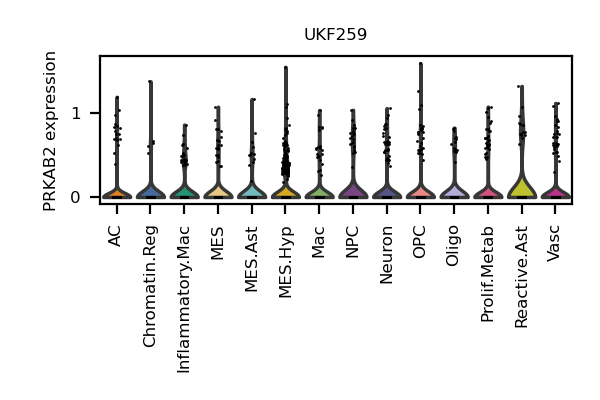 UKF259
PRKAB2 expression
1
0
AC
Chromatin.Reg
Inflammatory.Mac
MES
MES.Ast
MES.Hyp
Mac
NPC
Neuron
OPC
Oligo
Prolif.Metab
Reactive.Ast
Vasc